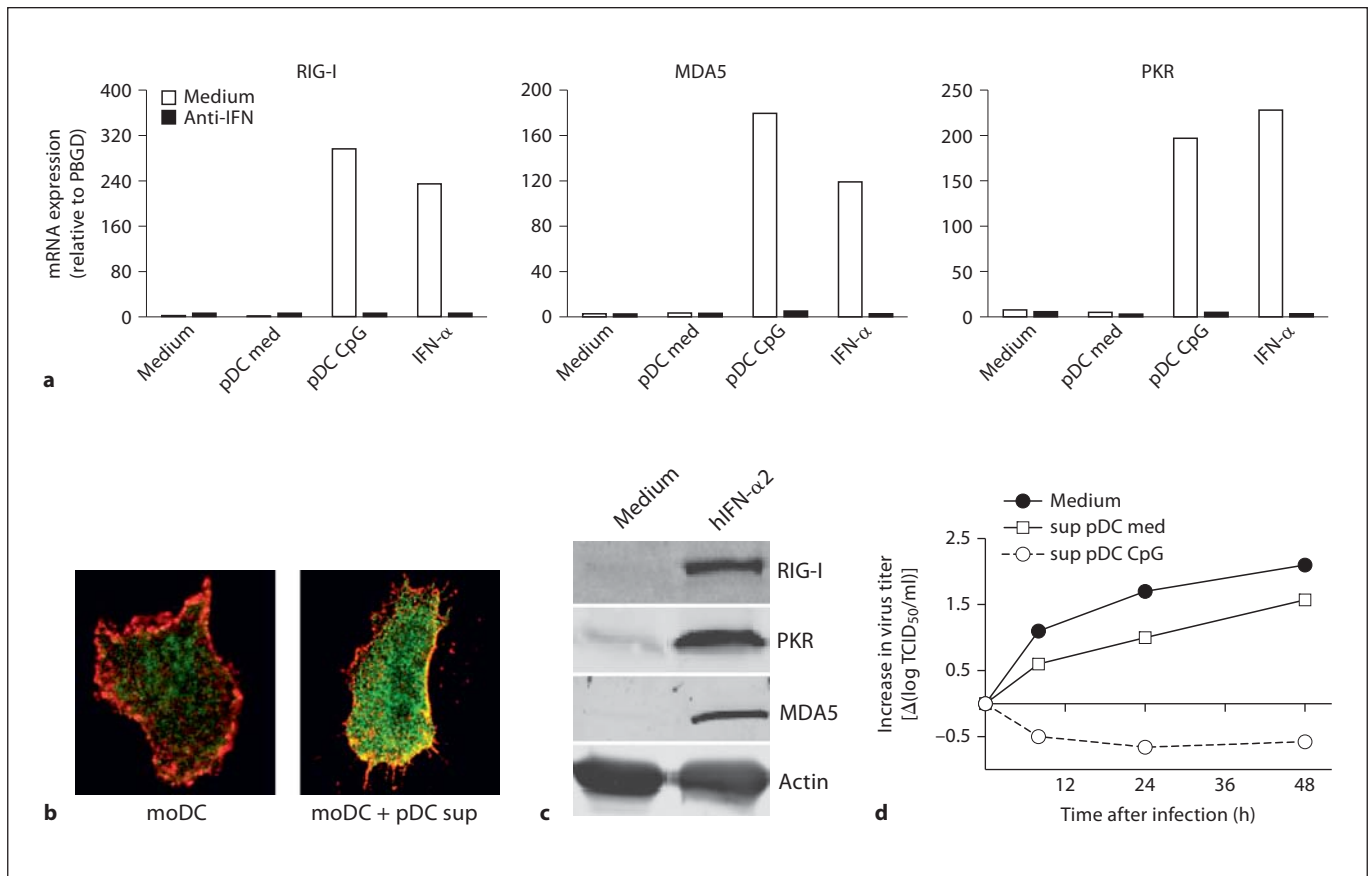 RIG-I
400
320
240
160
80
0
mRNA expression
(relative to PBGD)
Medium
Anti-IFN
Medium
pDC med
pDC CpG
IFN-α
MDA5
200
160
120
80
40
0
Medium
pDC med
pDC CpG
IFN-α
PKR
250
200
150
100
50
0
Medium
pDC med
pDC CpG
IFN-α
a
moDC
moDC + pDC sup
b
Medium
hIFN-α2
RIG-I
PKR
MDA5
Actin
c
Medium
sup pDC med
sup pDC CpG
2.5
1.5
0.5
–0.5
Increase in virus titer
[Δ(log TCID50/ml)]
12
24
36
48
Time after infection (h)
d